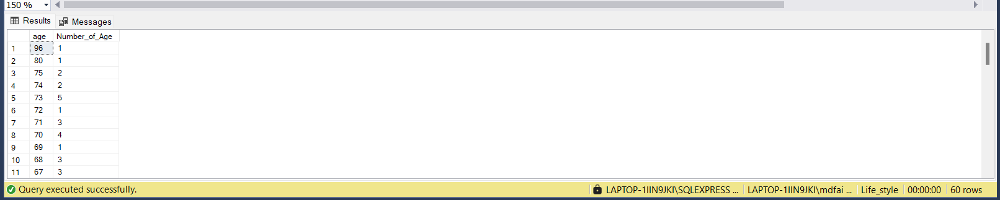 150 %
Results Messages
age Number_of_Age
1 96 1
2 80 1
3 75 2
4 74 2
5 73 5
6 72 1
7 71 3
8 70 4
9 69 1
10 68 3
11 67 3
Query executed successfully. LAPTOP-1IIN9JKI\SQLEXPRESS ... LAPTOP-1IIN9JKI\mdfai ... Life_style 00:00:00 60 rows